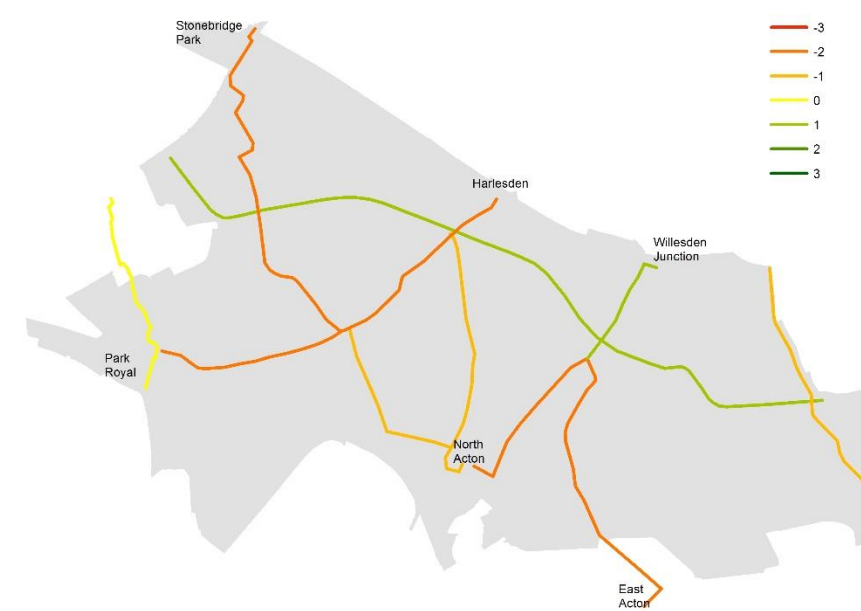 Stonebridge
Park
-3
-2
-1
0
1
2
3
Harlesden
Willesden
Junction
Park
Royal
North
Acton
East
Acton